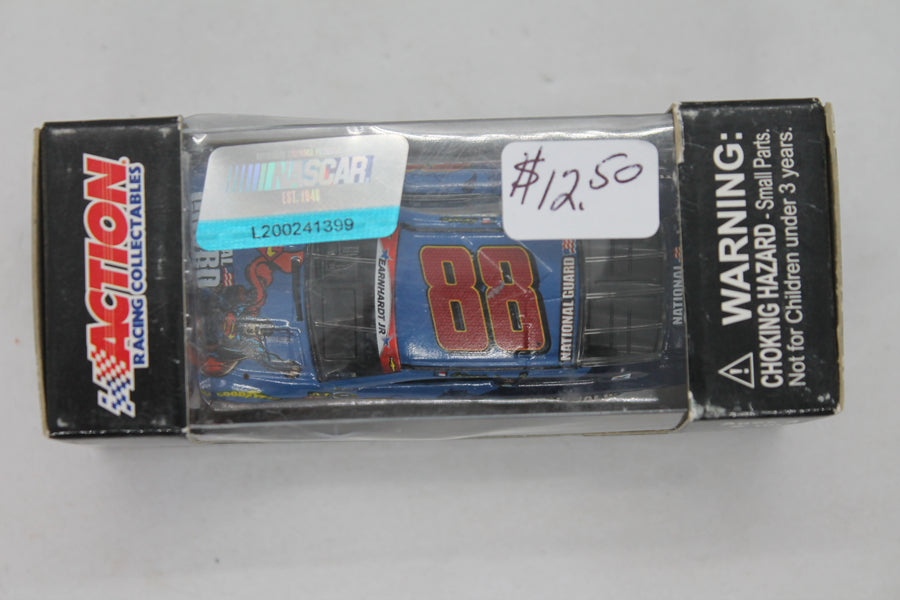 ACTION
RACING COLLECTABLES
NASCAR
EST. 1948
L200241399
$12.50
EARNHARDT JR
88
NATIONAL GUARD
NATIONAL
GOODYEAR
WARNING:
CHOKING HAZARD - Small Parts.
Not for Children under 3 years.